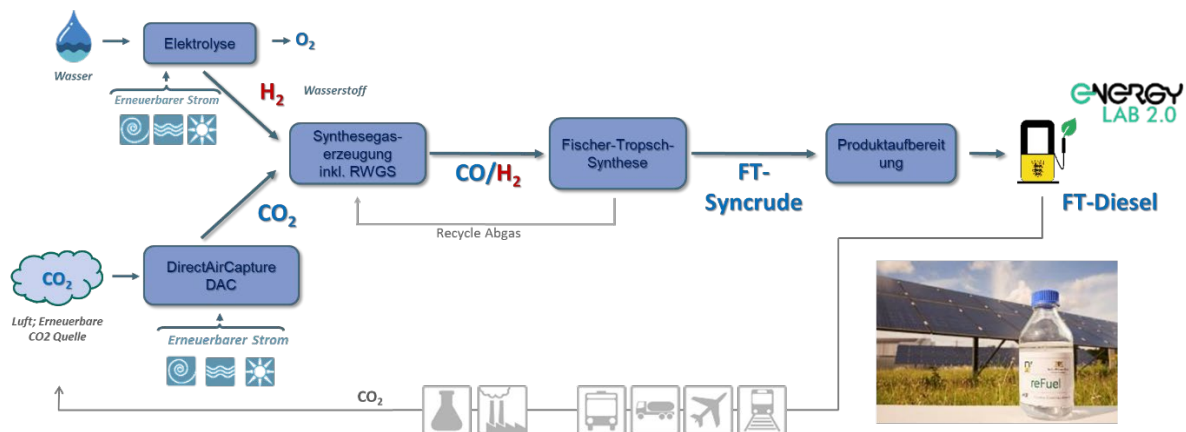 Elektrolyse
O₂
Wasser
Erneuerbarer Strom
H₂
Wasserstoff
Synthesegas-
erzeugung
inkl. RWGS
CO/H₂
Fischer-Tropsch-
Synthese
FT-
Syncrude
Produktaufbereit
ung
eNERGY
LAB 2.0
FT-Diesel
Recycle Abgas
CO₂
DirectAirCapture
DAC
CO₂
Luft; Erneuerbare
CO2 Quelle
Erneuerbarer Strom
CO₂
reFuel